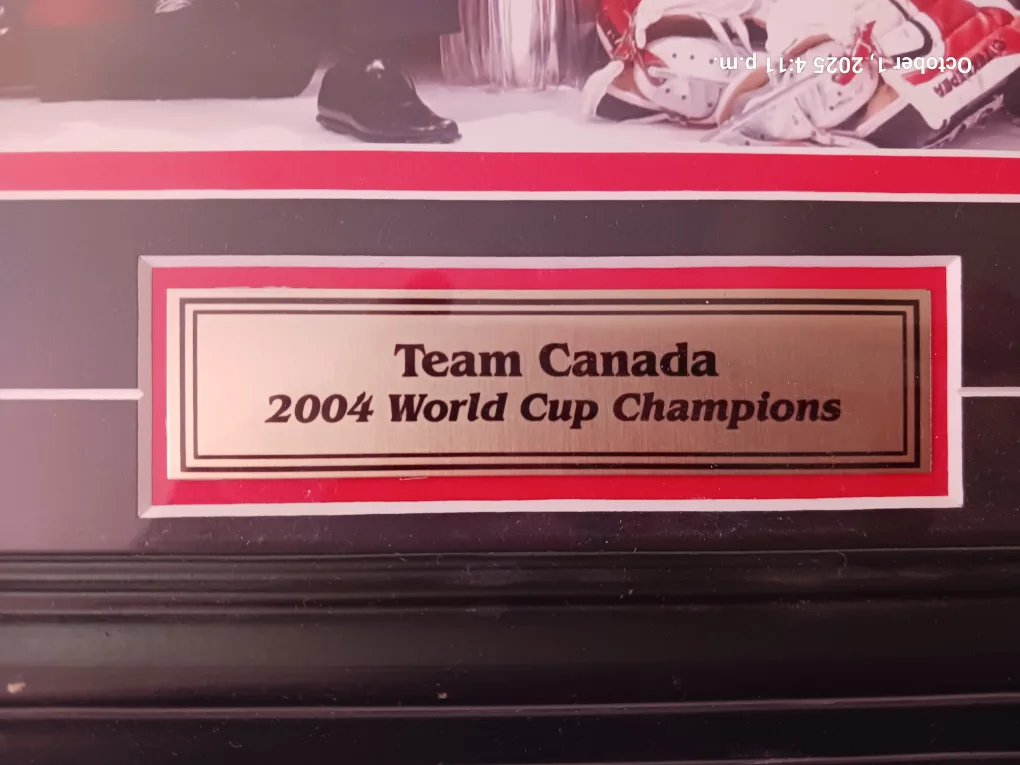 October 1, 2025 4:11 p.m.
Team Canada
2004 World Cup Champions